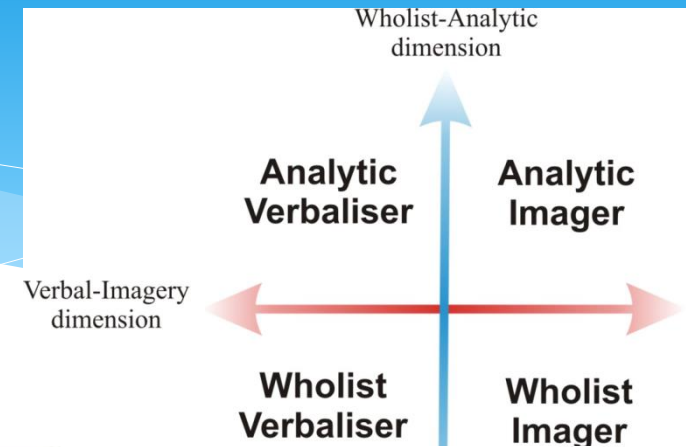 Wholist-Analytic
dimension
Analytic
Verbaliser
Analytic
Imager
Verbal-Imagery
dimension
Wholist
Verbaliser
Wholist
Imager